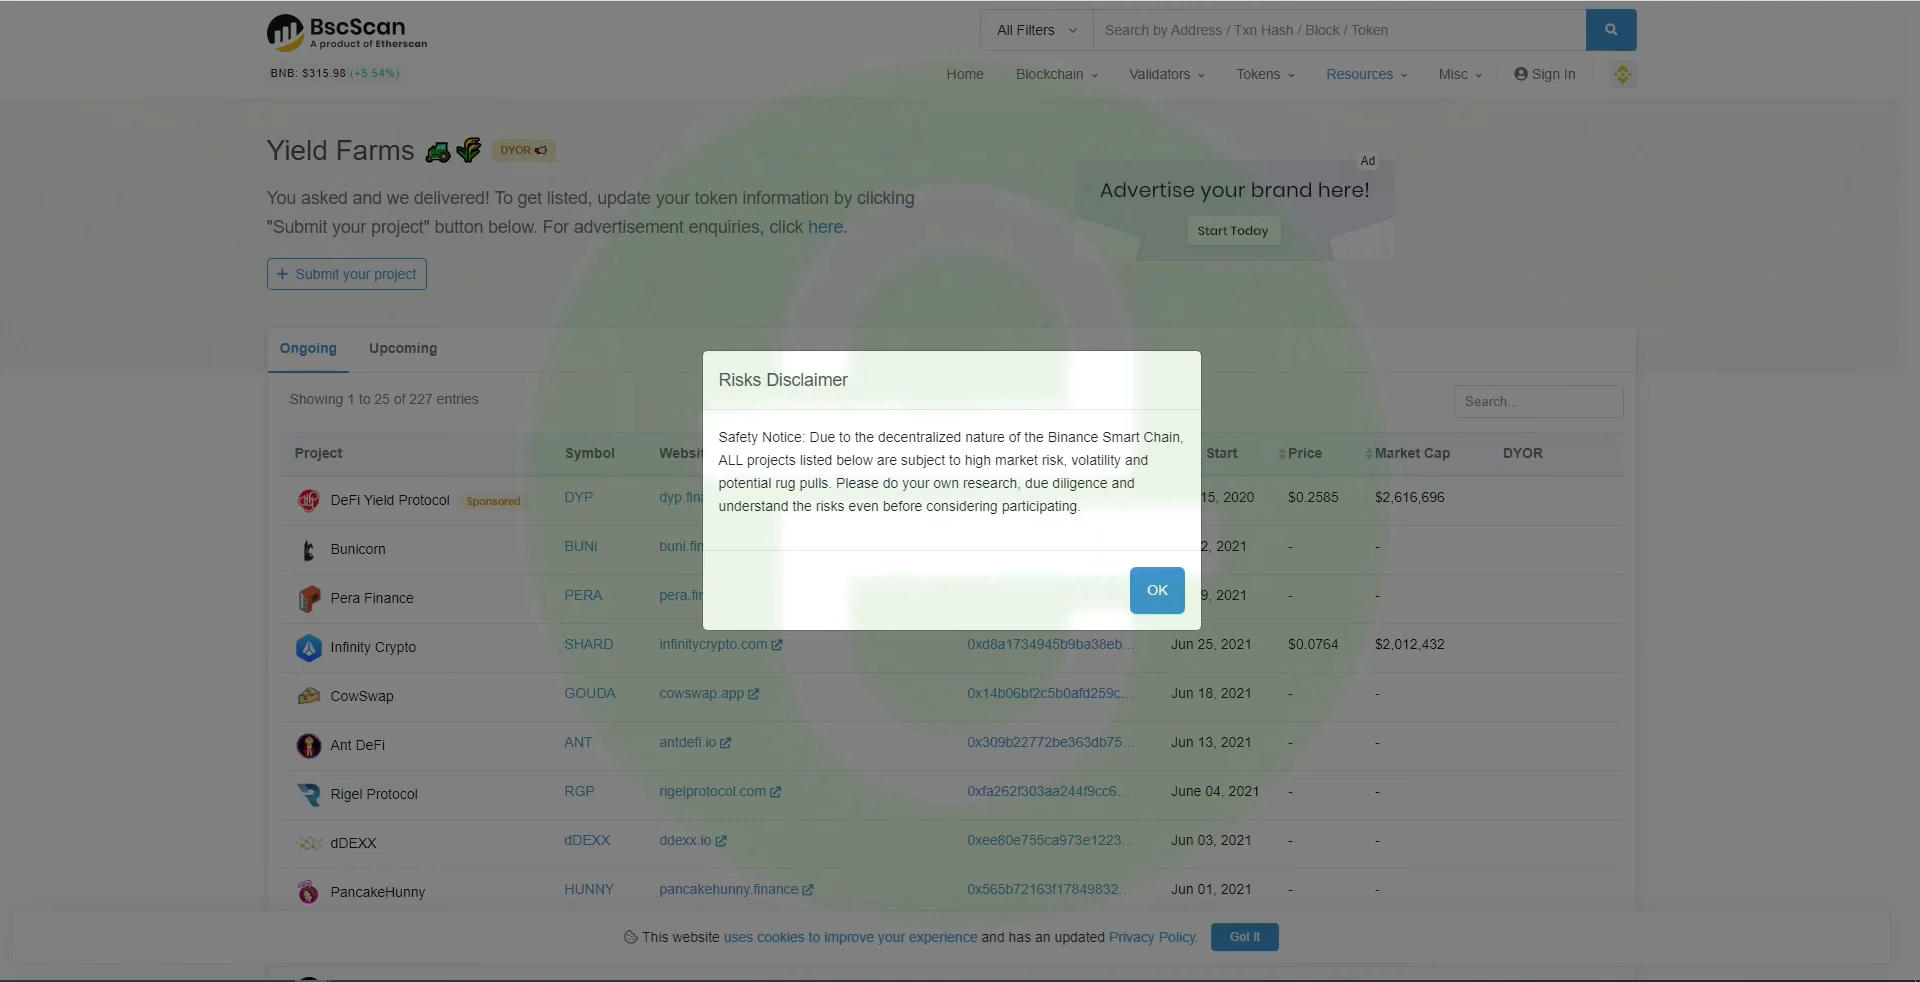 BscScan
A product of Etherscan
All Filters
Search by Address / Txn Hash / Block / Token
BNB: $315.98 (+5.54%)
Home Blockchain Validators Tokens Resources Misc Sign In
Yield Farms DYOR
Ad
Advertise your brand here!
Start Today
You asked and we delivered! To get listed, update your token information by clicking
"Submit your project" button below. For advertisement enquiries, click here.
+ Submit your project
Ongoing Upcoming
Showing 1 to 25 of 227 entries
Search...
Risks Disclaimer
Safety Notice: Due to the decentralized nature of the Binance Smart Chain,
ALL projects listed below are subject to high market risk, volatility and
potential rug pulls. Please do your own research, due diligence and
understand the risks even before considering participating.
OK
Project Symbol Start Price Market Cap DYOR
DeFi Yield Protocol Sponsored DYP 15, 2020 $0.2585 $2,616,696
Bunicorn BUNI 2, 2021 - -
Pera Finance PERA 9, 2021 - -
Infinity Crypto SHARD infinitycrypto.com 0xd8a1734945b9ba38eb... Jun 25, 2021 $0.0764 $2,012,432
CowSwap GOUDA cowswap.app 0x14b06bf2c5b0afd259c... Jun 18, 2021 - -
Ant DeFi ANT antdefi.io 0x309b22772be363db75... Jun 13, 2021 - -
Rigel Protocol RGP rigelprotocol.com 0xfa262f303aa244f9cc6... June 04, 2021 - -
dDEXX dDEXX ddexx.io 0xee80e755ca973e1223... Jun 03, 2021 - -
PancakeHunny HUNNY pancakehunny.finance 0x565b72163f17849832... Jun 01, 2021 - -
This website uses cookies to improve your experience and has an updated Privacy Policy. Got It